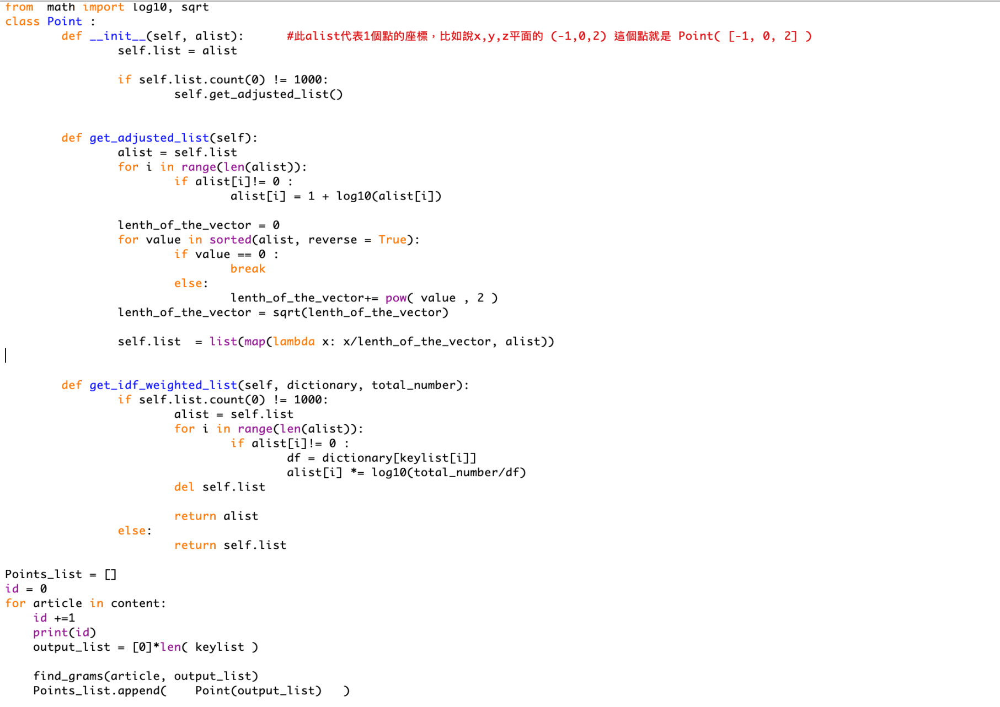 from  math import log10, sqrt
class Point :
        def __init__(self, alist):      #此alist代表1個點的座標，比如說x,y,z平面的 (-1,0,2) 這個點就是 Point( [-1, 0, 2] )
                self.list = alist

                if self.list.count(0) != 1000:
                        self.get_adjusted_list()


        def get_adjusted_list(self):
                alist = self.list
                for i in range(len(alist)):
                        if alist[i]!= 0 :
                                alist[i] = 1 + log10(alist[i])

                lenth_of_the_vector = 0
                for value in sorted(alist, reverse = True):
                        if value == 0 :
                                break
                        else:
                                lenth_of_the_vector+= pow( value , 2 )
                lenth_of_the_vector = sqrt(lenth_of_the_vector)

                self.list  = list(map(lambda x: x/lenth_of_the_vector, alist))


        def get_idf_weighted_list(self, dictionary, total_number):
                if self.list.count(0) != 1000:
                        alist = self.list
                        for i in range(len(alist)):
                                if alist[i]!= 0 :
                                        df = dictionary[keylist[i]]
                                        alist[i] *= log10(total_number/df)
                        del self.list

                        return alist
                else:
                        return self.list

Points_list = []
id = 0
for article in content:
    id +=1
    print(id)
    output_list = [0]*len( keylist )

    find_grams(article, output_list)
    Points_list.append(    Point(output_list)   )